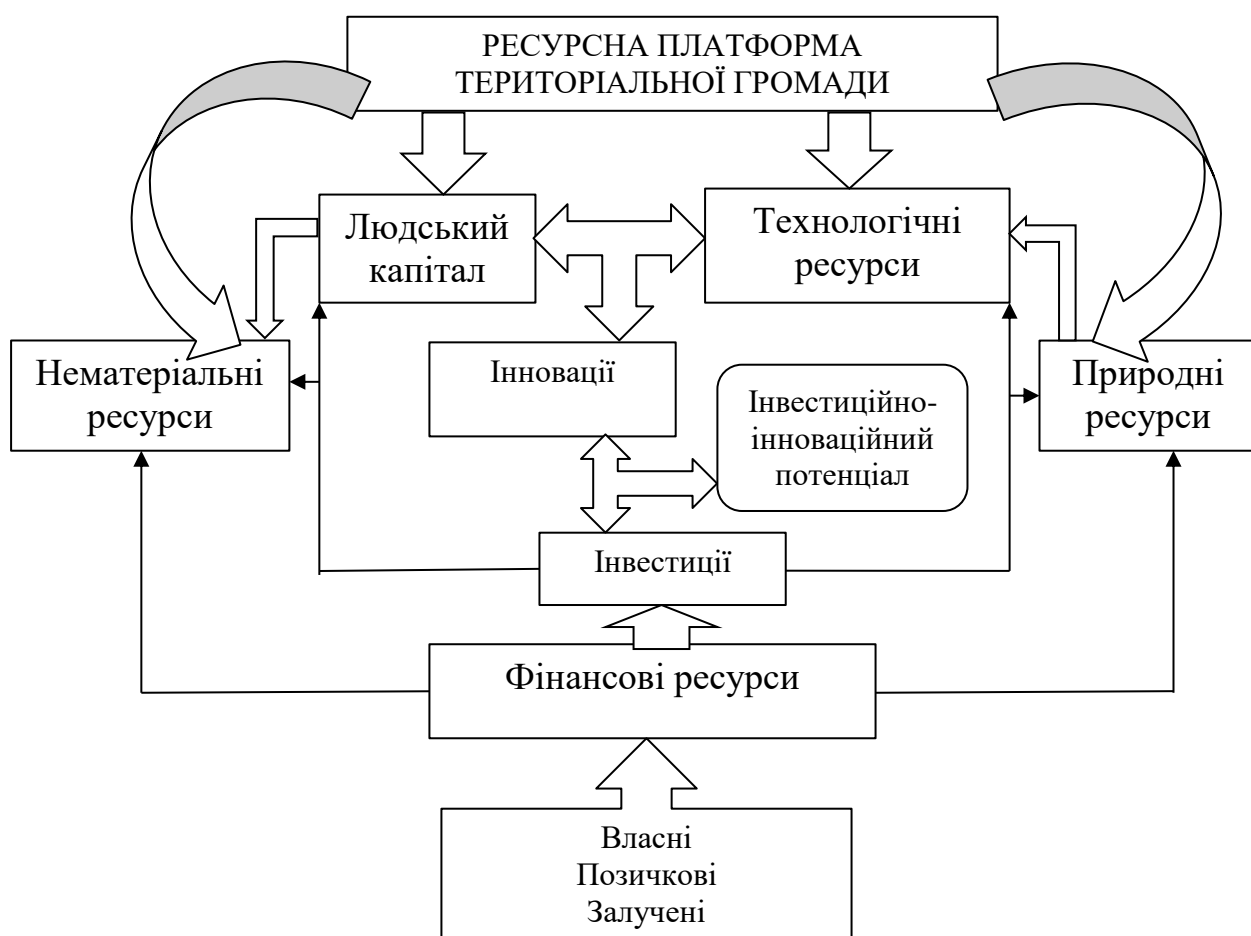 РЕСУРСНА ПЛАТФОРМА
ТЕРИТОРІАЛЬНОЇ ГРОМАДИ
Людський
капітал
Технологічні
ресурси
Нематеріальні
ресурси
Інновації
Інвестиційно-
інноваційний
потенціал
Природні
ресурси
Інвестиції
Фінансові ресурси
Власні
Позичкові
Залучені